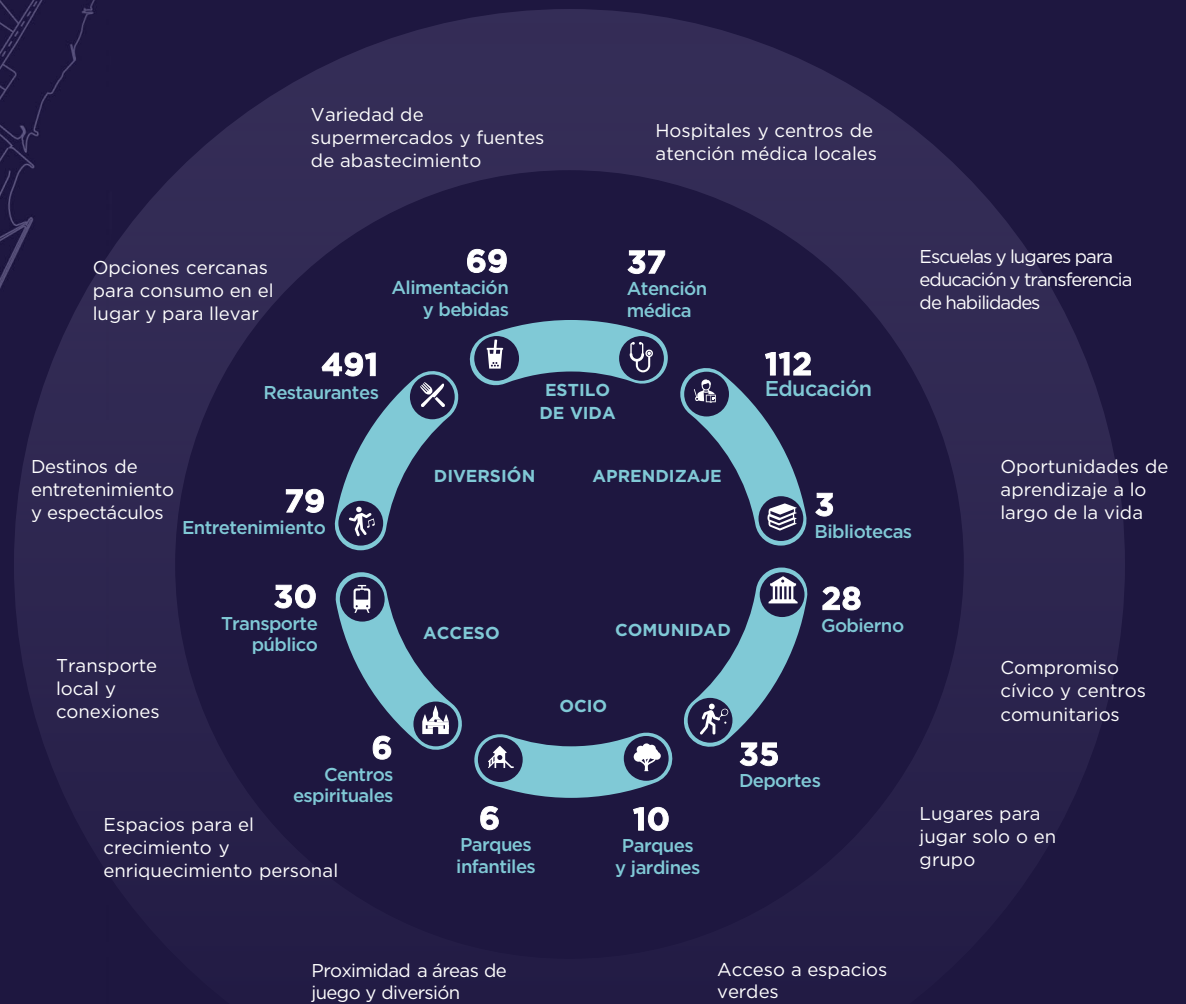 Variedad de
supermercados y fuentes
de abastecimiento
Hospitales y centros de
atención médica locales
Opciones cercanas
para consumo en el
lugar y para llevar
69
Alimentación
y bebidas
37
Atención
médica
Escuelas y lugares para
educación y transferencia
de habilidades
491
Restaurantes
112
Educación
ESTILO
DE VIDA
DIVERSIÓN
APRENDIZAJE
Destinos de
entretenimiento
y espectáculos
79
Entretenimiento
3
Bibliotecas
Oportunidades de
aprendizaje a lo
largo de la vida
30
Transporte
público
ACCESO
COMUNIDAD
28
Gobierno
Transporte
local y
conexiones
Compromiso
cívico y centros
comunitarios
OCIO
6
Centros
espirituales
35
Deportes
Espacios para el
crecimiento y
enriquecimiento personal
6
Parques
infantiles
10
Parques
y jardines
Lugares para
jugar solo o en
grupo
Proximidad a áreas de
juego y diversión
Acceso a espacios
verdes